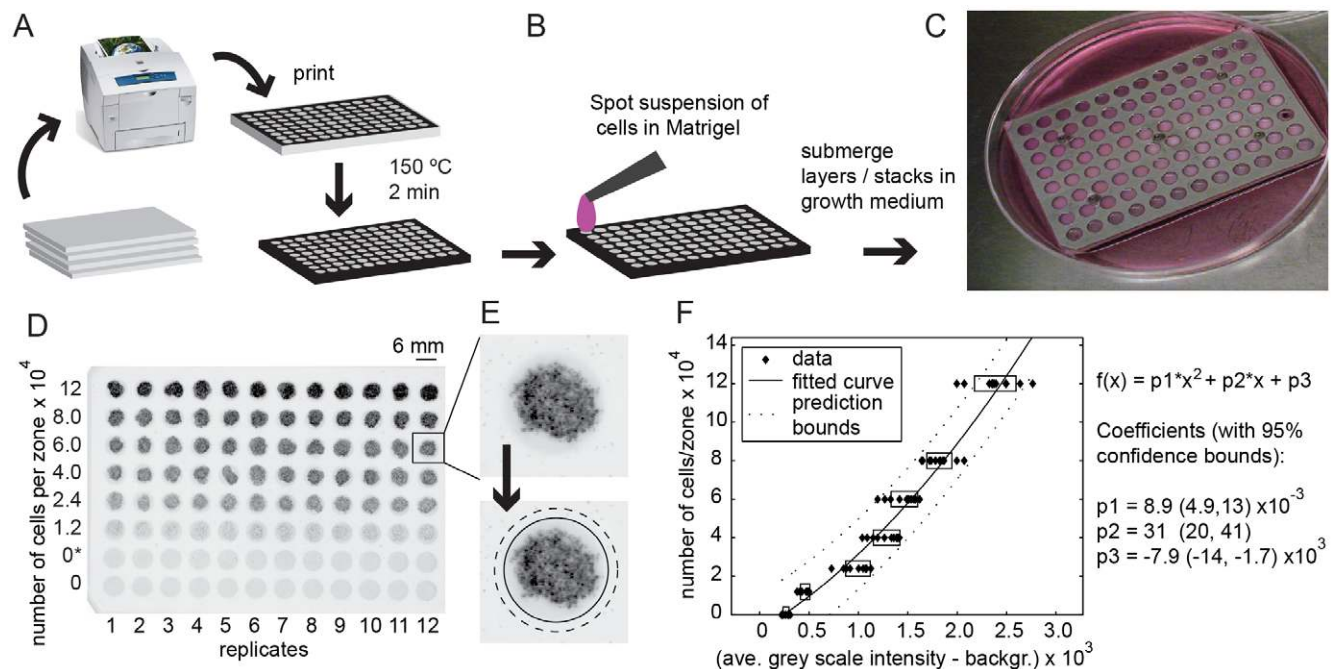 A
print
150 ºC
2 min
B
Spot suspension of
cells in Matrigel
submerge
layers / stacks in
growth medium
C
D
6 mm
number of cells per zone x 10⁴
12
8.0
6.0
4.0
2.4
1.2
0*
0
1 2 3 4 5 6 7 8 9 10 11 12
replicates
E
F
number of cells/zone) x 10⁴
14
12
10
8
6
4
2
0
data
fitted curve
prediction
bounds
0 0.5 1.0 1.5 2.0 2.5 3.0
(ave. grey scale intensity - backgr.) x 10³
f(x) = p1*x² + p2*x + p3
Coefficients (with 95%
confidence bounds):
p1 = 8.9 (4.9,13) x10⁻³
p2 = 31 (20, 41)
p3 = -7.9 (-14, -1.7) x10³